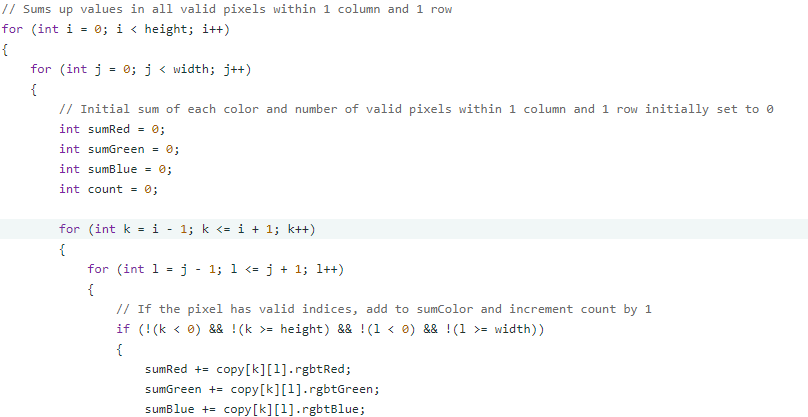 // Sums up values in all valid pixels within 1 column and 1 row
for (int i = 0; i < height; i++)
{
    for (int j = 0; j < width; j++)
    {
        // Initial sum of each color and number of valid pixels within 1 column and 1 row initially set to 0
        int sumRed = 0;
        int sumGreen = 0;
        int sumBlue = 0;
        int count = 0;

        for (int k = i - 1; k <= i + 1; k++)
        {
            for (int l = j - 1; l <= j + 1; l++)
            {
                // If the pixel has valid indices, add to sumColor and increment count by 1
                if (!(k < 0) && !(k >= height) && !(l < 0) && !(l >= width))
                {
                    sumRed += copy[k][l].rgbtRed;
                    sumGreen += copy[k][l].rgbtGreen;
                    sumBlue += copy[k][l].rgbtBlue;